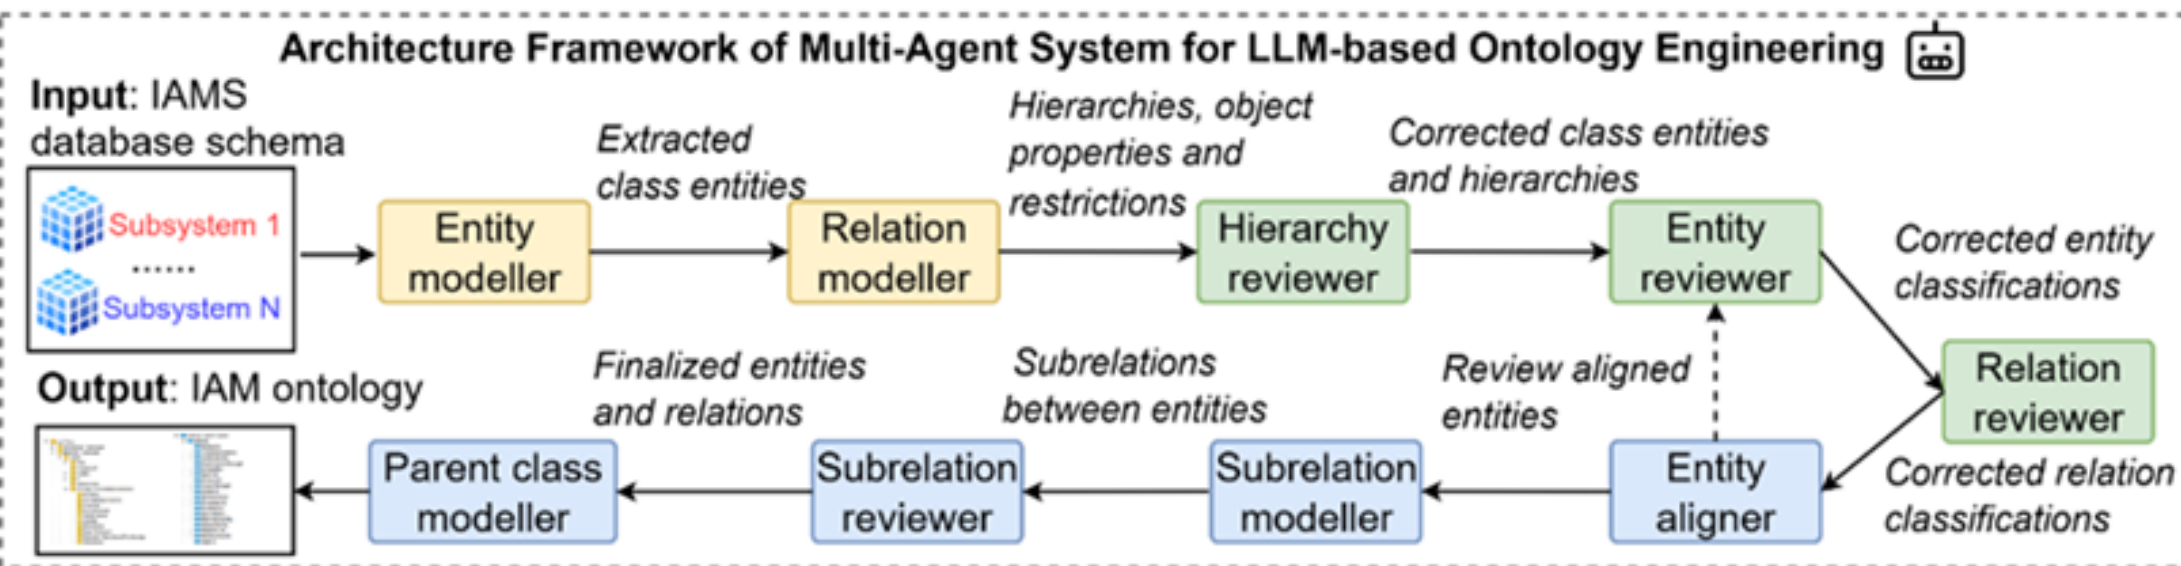 Architecture Framework of Multi-Agent System for LLM-based Ontology Engineering
Input: IAMS
database schema
Subsystem 1
......
Subsystem N
Entity
modeller
Extracted
class entities
Relation
modeller
Hierarchies, object
properties and
restrictions
Hierarchy
reviewer
Corrected class entities
and hierarchies
Entity
reviewer
Corrected entity
classifications
Relation
reviewer
Corrected relation
classifications
Entity
aligner
Review aligned
entities
Subrelation
modeller
Subrelations
between entities
Subrelation
reviewer
Finalized entities
and relations
Parent class
modeller
Output: IAM ontology